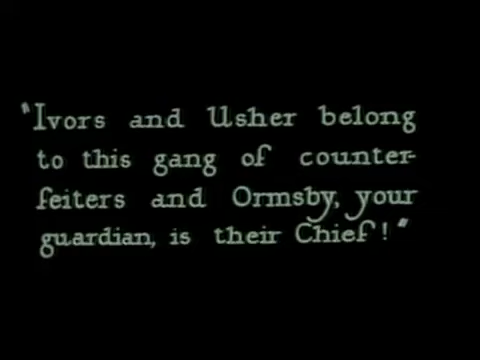 "Ivors and Usher belong
to this gang of counter-
feiters and Ormsby, your
guardian, is their Chief!"